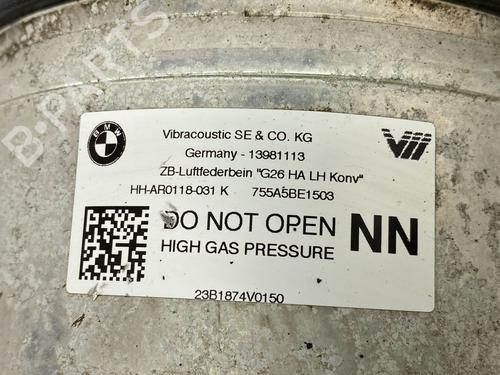 B-PARTS
BMW
Vibracoustic SE & CO. KG
Germany - 13981113
ZB-Luftfederbein "G26 HA LH Konv"
HH-AR0118-031 K 755A5BE1503
DO NOT OPEN NN
HIGH GAS PRESSURE
23B1874V0150